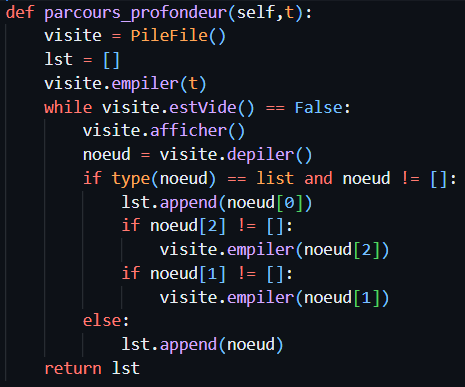 def parcours_profondeur(self,t):
    visite = PileFile()
    lst = []
    visite.empiler(t)
    while visite.estVide() == False:
        visite.afficher()
        noeud = visite.depiler()
        if type(noeud) == list and noeud != []:
            lst.append(noeud[0])
            if noeud[2] != []:
                visite.empiler(noeud[2])
            if noeud[1] != []:
                visite.empiler(noeud[1])
        else:
            lst.append(noeud)
    return lst